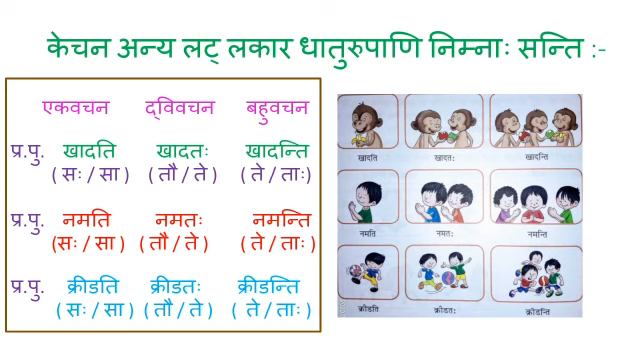 केचन अन्य लट् लकार धातुरुपाणि निम्नाः सन्ति :-
एकवचन द्विवचन बहुवचन
प्र.पु. खादति खादतः खादन्ति
( सः / सा ) ( तौ / ते ) ( ते / ताः )
प्र.पु. नमति नमतः नमन्ति
(सः / सा ) ( तौ / ते ) ( ते / ताः )
प्र.पु. क्रीडति क्रीडतः क्रीडन्ति
( सः / सा ) ( तौ / ते ) ( ते / ताः )
खादति खादतः खादन्ति
नमति नमतः नमन्ति
क्रीडति क्रीडतः क्रीडन्ति